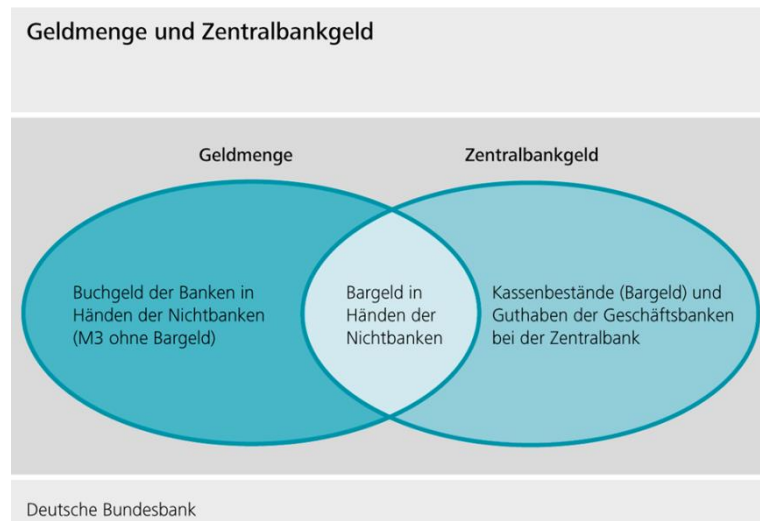 Geldmenge und Zentralbankgeld
Geldmenge
Zentralbankgeld
Buchgeld der Banken in
Händen der Nichtbanken
(M3 ohne Bargeld)
Bargeld in
Händen der
Nichtbanken
Kassenbestände (Bargeld) und
Guthaben der Geschäftsbanken
bei der Zentralbank
Deutsche Bundesbank